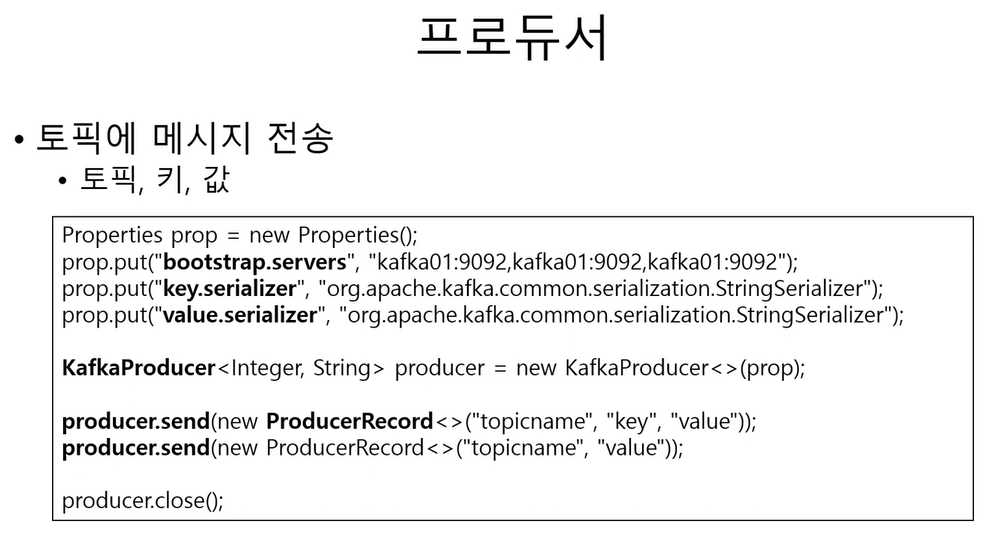 프로듀서
• 토픽에 메시지 전송
• 토픽, 키, 값
Properties prop = new Properties();
prop.put("bootstrap.servers", "kafka01:9092,kafka01:9092,kafka01:9092");
prop.put("key.serializer", "org.apache.kafka.common.serialization.StringSerializer");
prop.put("value.serializer", "org.apache.kafka.common.serialization.StringSerializer");
KafkaProducer<Integer, String> producer = new KafkaProducer<>(prop);
producer.send(new ProducerRecord<>("topicname", "key", "value"));
producer.send(new ProducerRecord<>("topicname", "value"));
producer.close();